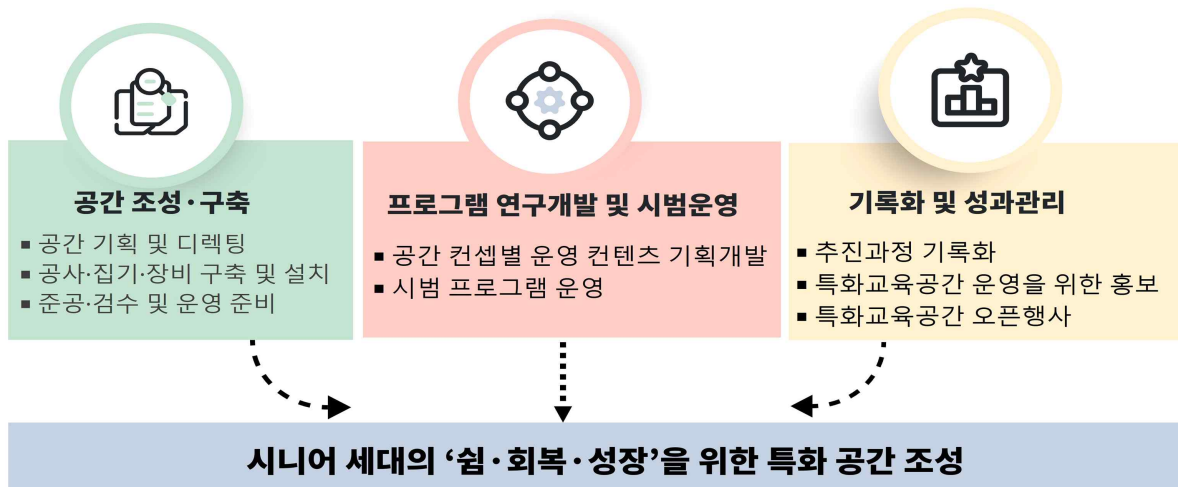 공간 조성·구축
▪ 공간 기획 및 디렉팅
▪ 공사·집기·장비 구축 및 설치
▪ 준공·검수 및 운영 준비
프로그램 연구개발 및 시범운영
▪ 공간 컨셉별 운영 컨텐츠 기획개발
▪ 시범 프로그램 운영
기록화 및 성과관리
▪ 추진과정 기록화
▪ 특화교육공간 운영을 위한 홍보
▪ 특화교육공간 오픈행사
시니어 세대의 ‘쉼·회복·성장’을 위한 특화 공간 조성